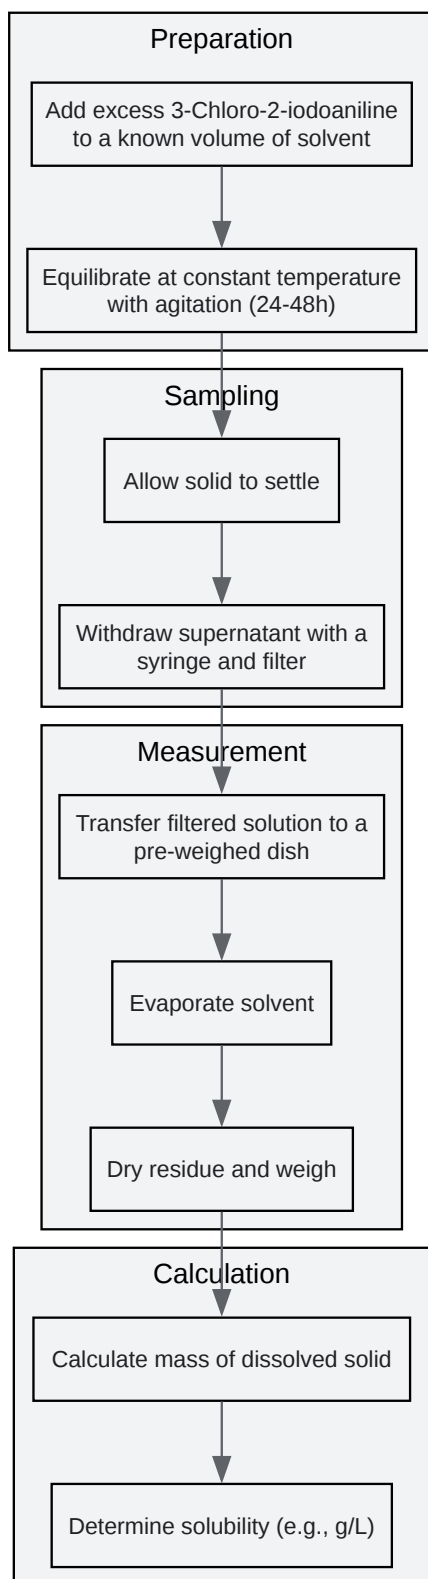 Preparation
Add excess 3-Chloro-2-iodoaniline
to a known volume of solvent
Equilibrate at constant temperature
with agitation (24-48h)
Sampling
Allow solid to settle
Withdraw supernatant with a
syringe and filter
Measurement
Transfer filtered solution to a
pre-weighed dish
Evaporate solvent
Dry residue and weigh
Calculation
Calculate mass of dissolved solid
Determine solubility (e.g., g/L)